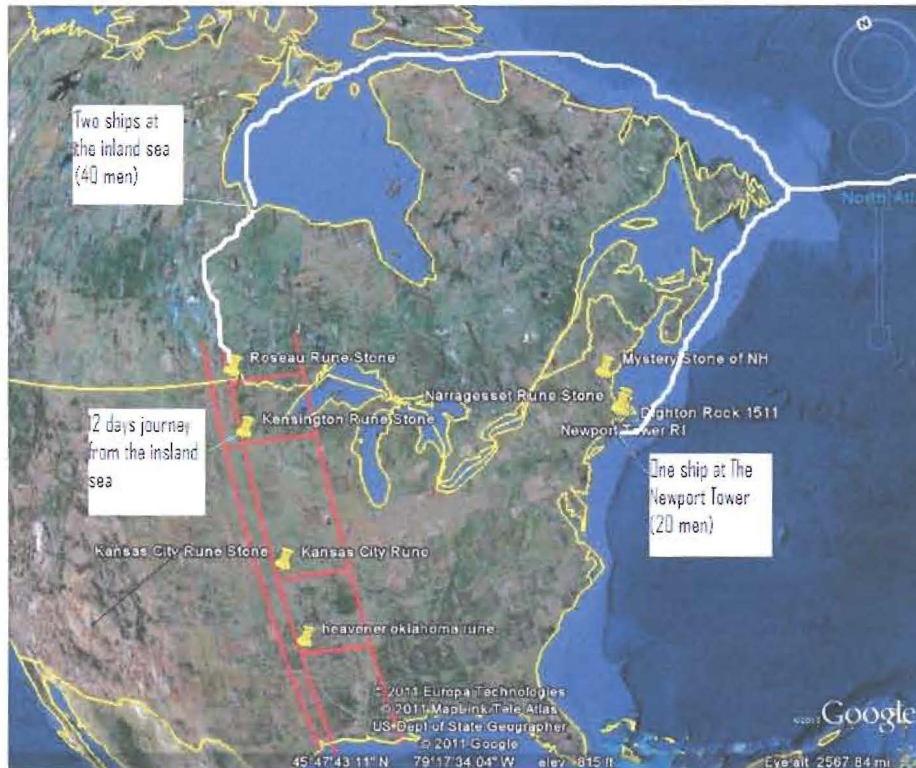 N
Two ships at
the inland sea
(40 men)
North Atl
Roseau Rune Stone
Mystery Stone of NH
Narragesset Rune Stone
Dighton Rock 1511
Newport Tower RI
Kensington Rune Stone
12 days journey
from the insland
sea
One ship at The
Newport Tower
(20 men)
Kansas City Rune Stone
Kansas City Rune
heavener oklahoma rune
© 2011 Europa Technologies
© 2011 MapLink/Tele Atlas
US Dept of State Geographer
© 2011 Google
Google
45°47'43.11" N 79°17'34.04" W elev 815 ft
Eye alt 2567.84 mi